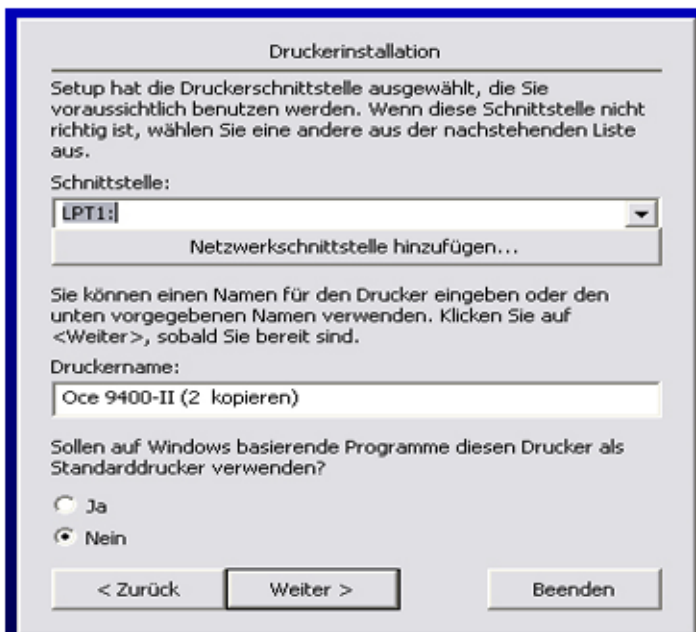 Druckerinstallation
Setup hat die Druckerschnittstelle ausgewählt, die Sie
voraussichtlich benutzen werden. Wenn diese Schnittstelle nicht
richtig ist, wählen Sie eine andere aus der nachstehenden Liste
aus.
Schnittstelle:
LPT1:
Netzwerkschnittstelle hinzufügen...
Sie können einen Namen für den Drucker eingeben oder den
unten vorgegebenen Namen verwenden. Klicken Sie auf
<Weiter>, sobald Sie bereit sind.
Druckername:
Oce 9400-II (2 kopieren)
Sollen auf Windows basierende Programme diesen Drucker als
Standarddrucker verwenden?
Ja
Nein
< Zurück Weiter > Beenden